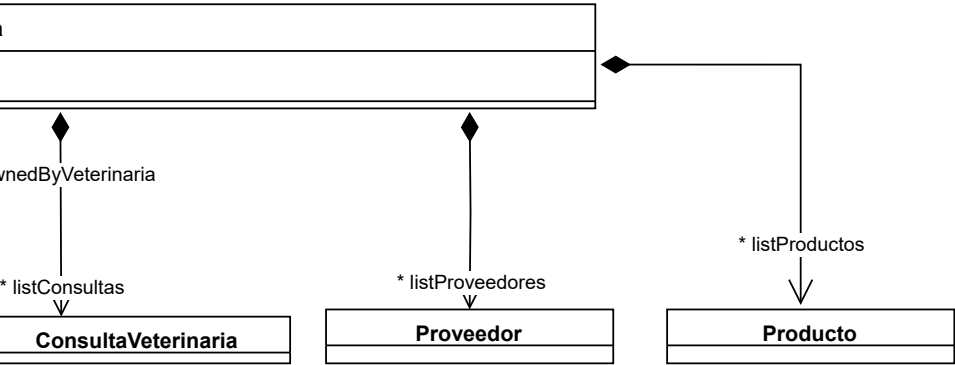 a
wnedByVeterinaria
* listProductos
* listProveedores
* listConsultas
Proveedor
Producto
ConsultaVeterinaria